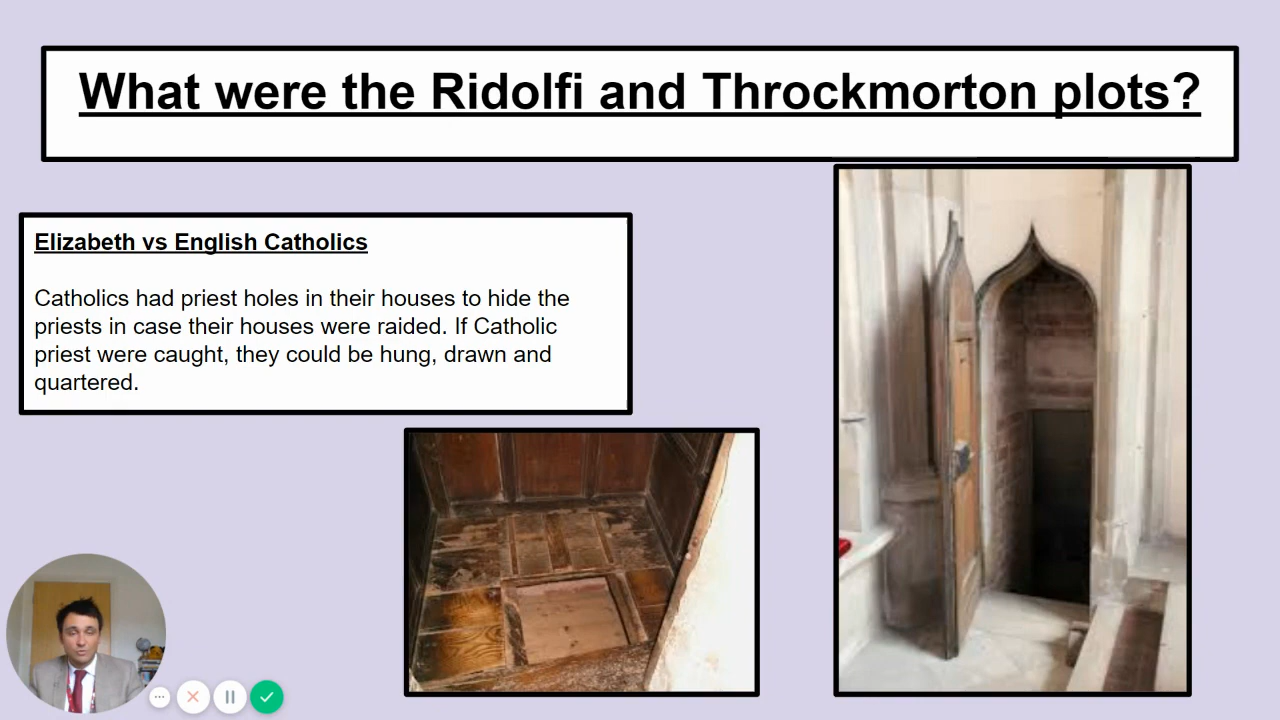 What were the Ridolfi and Throckmorton plots?
Elizabeth vs English Catholics
Catholics had priest holes in their houses to hide the
priests in case their houses were raided. If Catholic
priest were caught, they could be hung, drawn and
quartered.